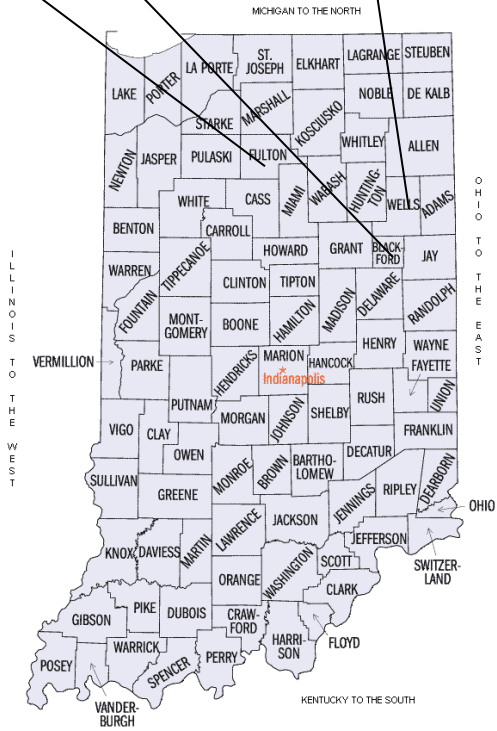 MICHIGAN TO THE NORTH
LAKE
PORTER
LA PORTE
ST.
JOSEPH
ELKHART
LAGRANGE
STEUBEN
NOBLE
DE KALB
MARSHALL
KOSCIUSKO
STARKE
WHITLEY
ALLEN
NEWTON
JASPER
PULASKI
FULTON
MIAMI
WABASH
HUNTING-
TON
WELLS
ADAMS
WHITE
CASS
BENTON
CARROLL
HOWARD
GRANT
BLACK-
FORD
JAY
WARREN
TIPPECANOE
CLINTON
TIPTON
MADISON
DELAWARE
RANDOLPH
FOUNTAIN
MONT-
GOMERY
BOONE
HAMILTON
HENRY
WAYNE
FAYETTE
VERMILLION
PARKE
HENDRICKS
MARION
Indianapolis
HANCOCK
RUSH
UNION
PUTNAM
MORGAN
JOHNSON
SHELBY
FRANKLIN
VIGO
CLAY
OWEN
MONROE
BROWN
BARTHO-
LOMEW
DECATUR
DEARBORN
SULLIVAN
GREENE
JENNINGS
RIPLEY
OHIO
LAWRENCE
JACKSON
JEFFERSON
SWITZER-
LAND
KNOX
DAVIESS
MARTIN
ORANGE
WASHINGTON
SCOTT
CLARK
GIBSON
PIKE
DUBOIS
CRAW-
FORD
HARRI-
SON
FLOYD
POSEY
VANDER-
BURGH
WARRICK
SPENCER
PERRY
KENTUCKY TO THE SOUTH
ILLINOIS TO THE WEST
OHIO TO THE EAST